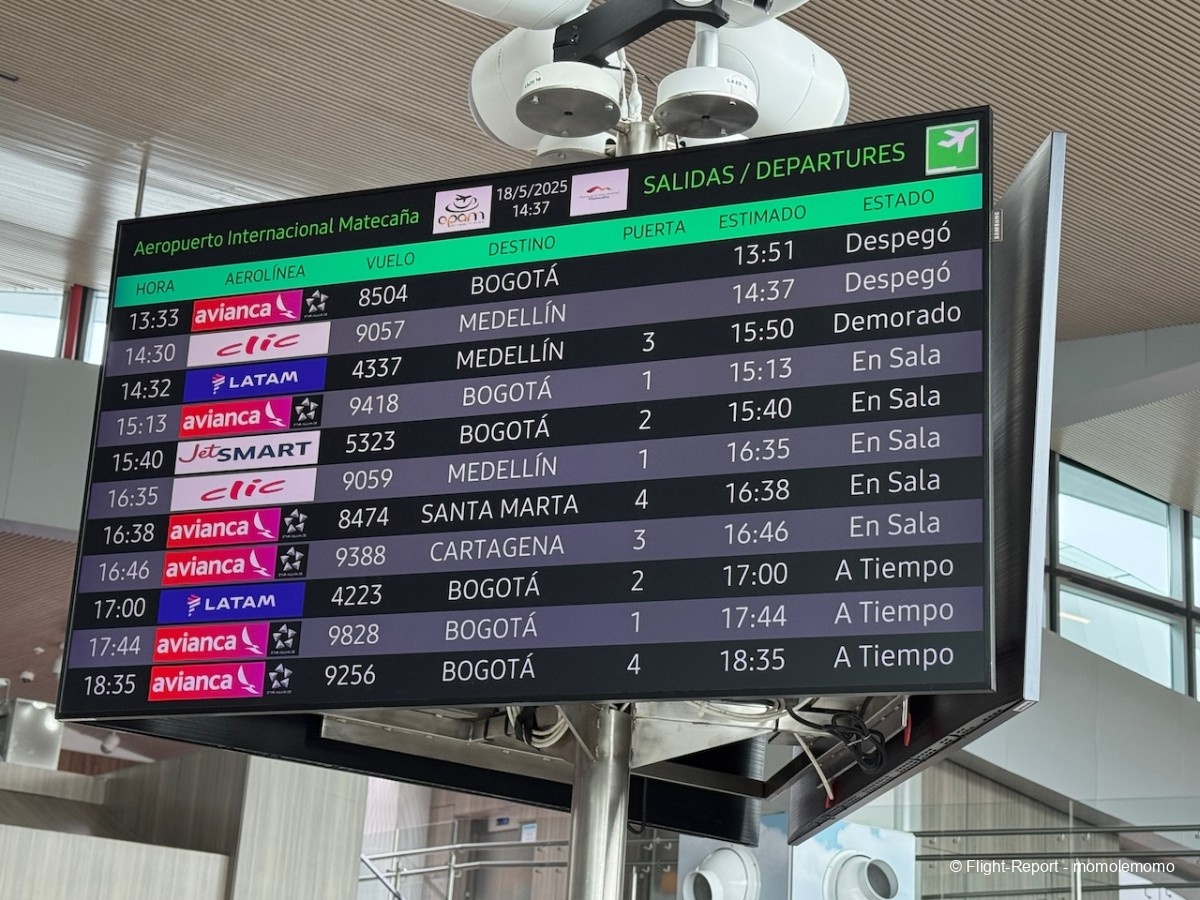 Aeropuerto Internacional Matecaña opam 18/5/2025 14:37 SALIDAS / DEPARTURES
HORA AEROLÍNEA VUELO DESTINO PUERTA ESTIMADO ESTADO
13:33 avianca 8504 BOGOTÁ 13:51 Despegó
14:30 clic 9057 MEDELLÍN 14:37 Despegó
14:32 LATAM 4337 MEDELLÍN 3 15:50 Demorado
15:13 avianca 9418 BOGOTÁ 1 15:13 En Sala
15:40 JetSMART 5323 BOGOTÁ 2 15:40 En Sala
16:35 clic 9059 MEDELLÍN 1 16:35 En Sala
16:38 avianca 8474 SANTA MARTA 4 16:38 En Sala
16:46 avianca 9388 CARTAGENA 3 16:46 En Sala
17:00 LATAM 4223 BOGOTÁ 2 17:00 A Tiempo
17:44 avianca 9828 BOGOTÁ 1 17:44 A Tiempo
18:35 avianca 9256 BOGOTÁ 4 18:35 A Tiempo
SAMSUNG
© Flight-Report - momolemomo